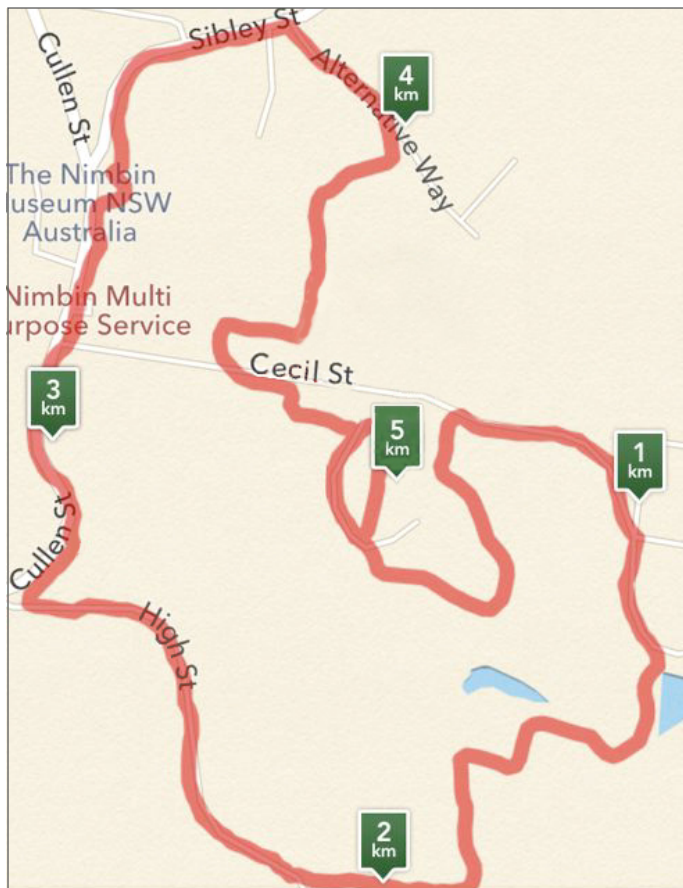 Sibley St
Cullen St
Alternative Way
4
km
The Nimbin
Museum NSW
Australia
Nimbin Multi
urpose Service
Cecil St
3
km
5
km
1
km
Cullen St
High St
2
km